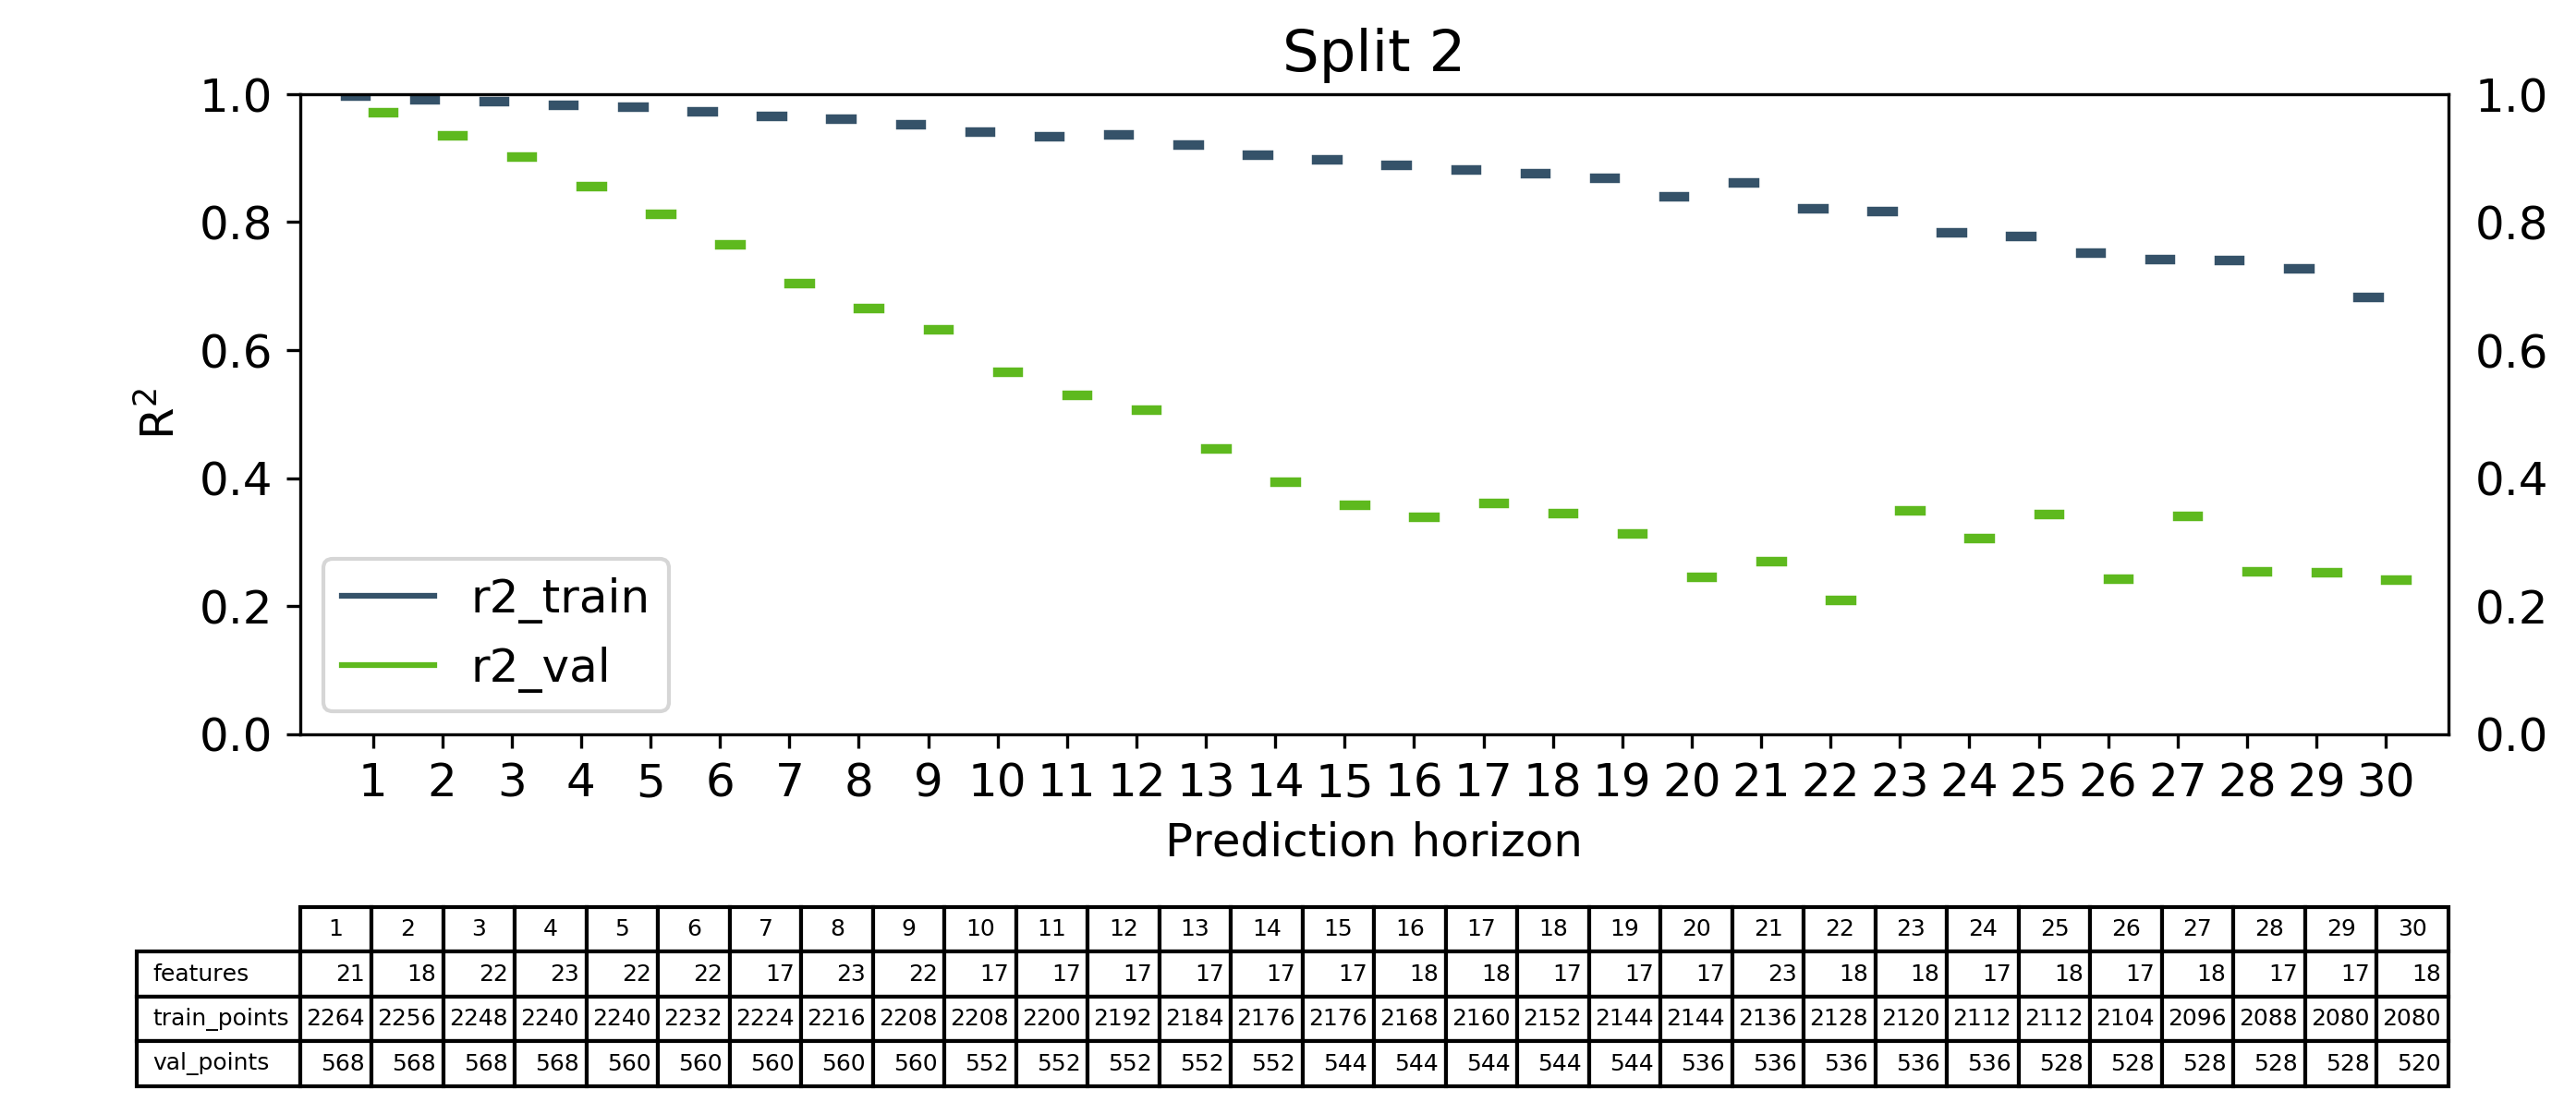 Split 2
1.0 1.0
0.8 0.8
0.6 0.6
0.4 0.4
0.2 0.2
0.0 0.0
R²
r2_train
r2_val
1 2 3 4 5 6 7 8 9 10 11 12 13 14 15 16 17 18 19 20 21 22 23 24 25 26 27 28 29 30
Prediction horizon
1 2 3 4 5 6 7 8 9 10 11 12 13 14 15 16 17 18 19 20 21 22 23 24 25 26 27 28 29 30
features 21 18 22 23 22 22 17 23 22 17 17 17 17 17 17 18 18 17 17 17 23 18 18 17 18 17 18 17 17 18
train_points 2264 2256 2248 2240 2240 2232 2224 2216 2208 2208 2200 2192 2184 2176 2176 2168 2160 2152 2144 2144 2136 2128 2120 2112 2112 2104 2096 2088 2080 2080
val_points 568 568 568 568 560 560 560 560 560 552 552 552 552 552 544 544 544 544 544 536 536 536 536 536 528 528 528 528 528 520